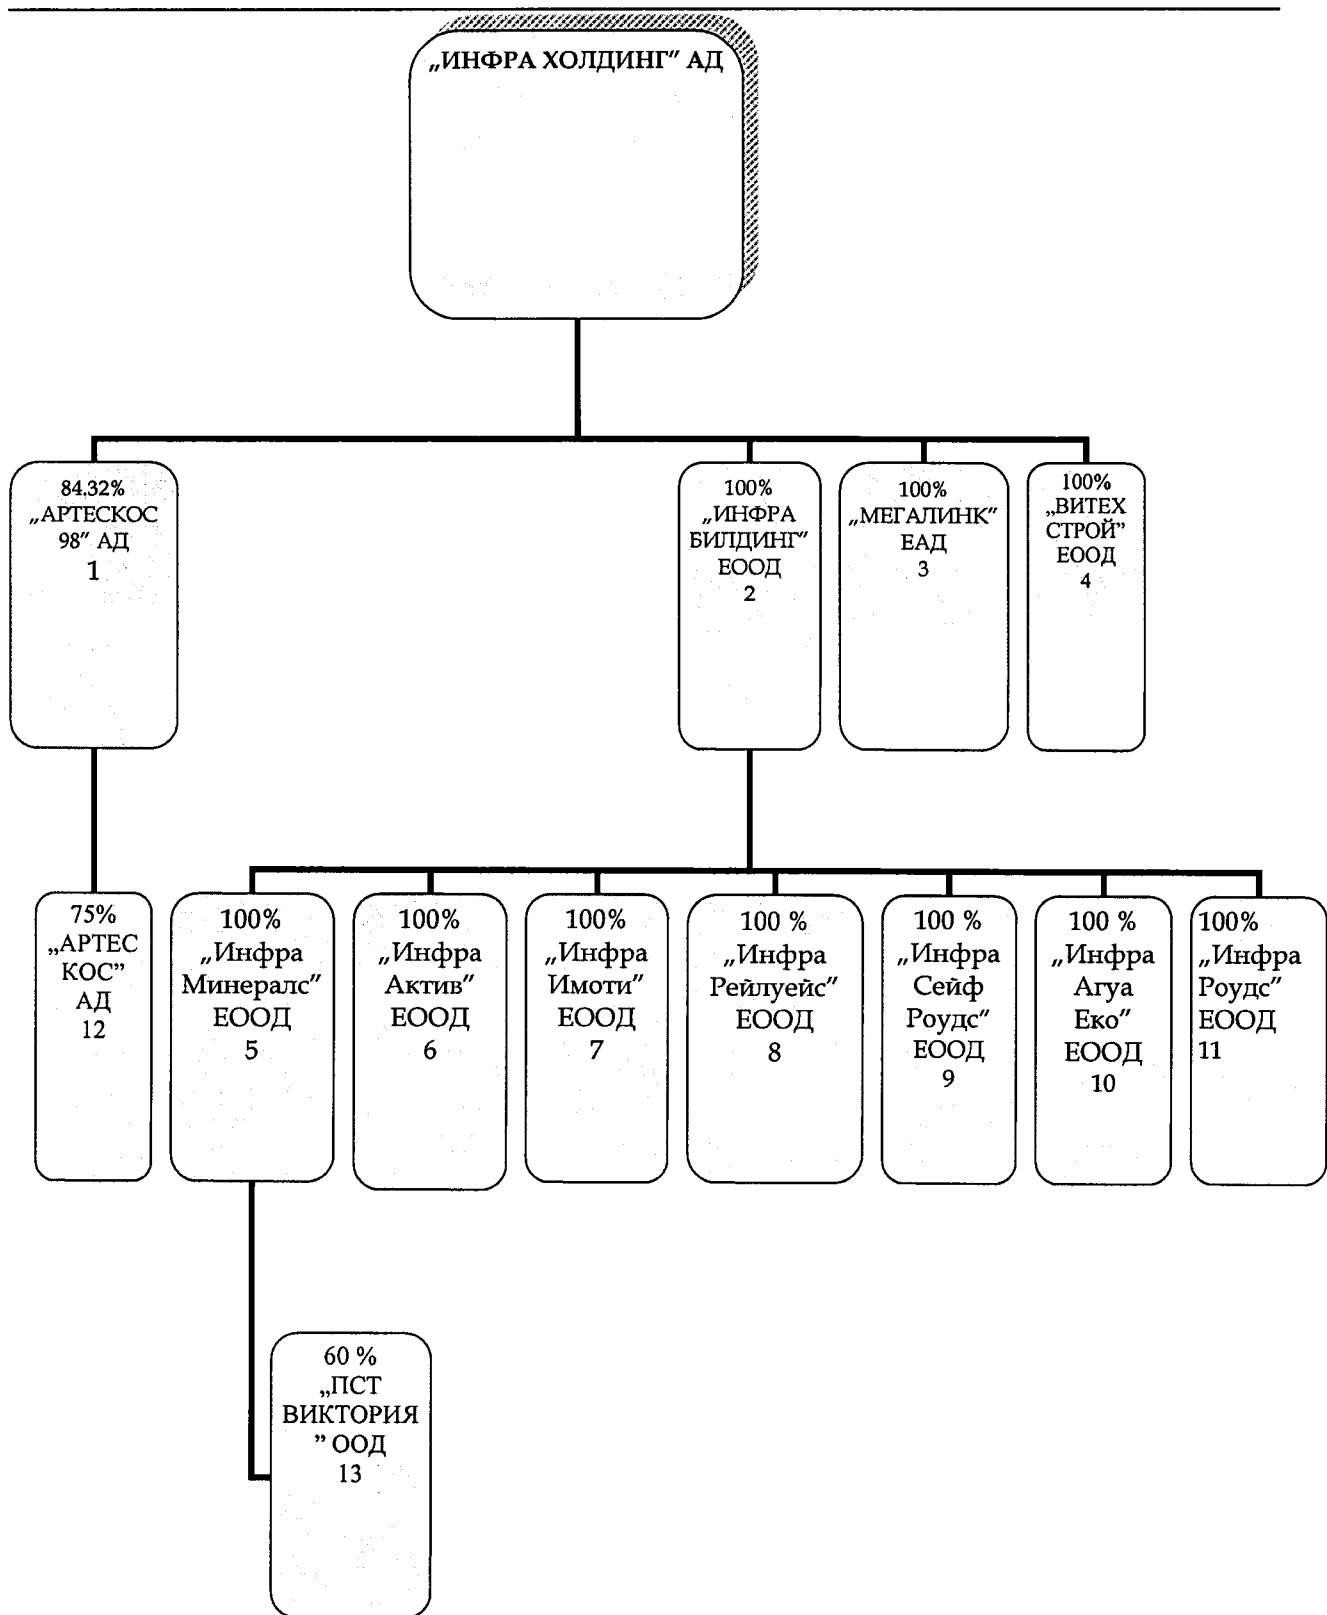 „ИНФРА ХОЛДИНГ” АД
84.32%
„АРТЕСКОС
98” АД
1
100%
„ИНФРА
БИЛДИНГ”
ЕООД
2
100%
„МЕГАЛИНК”
ЕАД
3
100%
„ВИТЕХ
СТРОЙ”
ЕООД
4
75%
„АРТЕС
КОС”
АД
12
100%
„Инфра
Минералс”
ЕООД
5
100%
„Инфра
Актив”
ЕООД
6
100%
„Инфра
Имоти”
ЕООД
7
100 %
„Инфра
Рейлуейс”
ЕООД
8
100 %
„Инфра
Сейф
Роудс”
ЕООД
9
100 %
„Инфра
Агуа
Еко”
ЕООД
10
100%
„Инфра
Роудс”
ЕООД
11
60 %
„ПСТ
ВИКТОРИЯ
” ООД
13